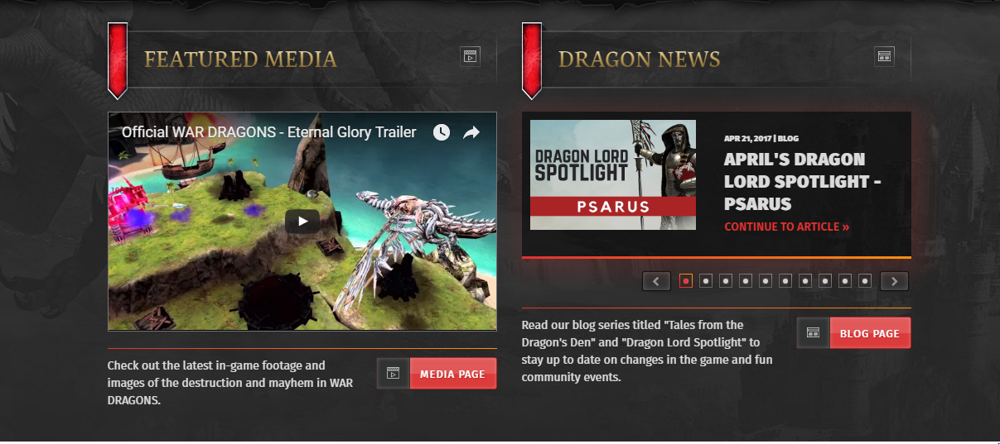 FEATURED MEDIA
Official WAR DRAGONS - Eternal Glory Trailer
Check out the latest in-game footage and
images of the destruction and mayhem in WAR
DRAGONS.
MEDIA PAGE
DRAGON NEWS
DRAGON LORD
SPOTLIGHT
PSARUS
APR 21, 2017 | BLOG
APRIL'S DRAGON
LORD SPOTLIGHT -
PSARUS
CONTINUE TO ARTICLE »
Read our blog series titled "Tales from the
Dragon's Den" and "Dragon Lord Spotlight" to
stay up to date on changes in the game and fun
community events.
BLOG PAGE